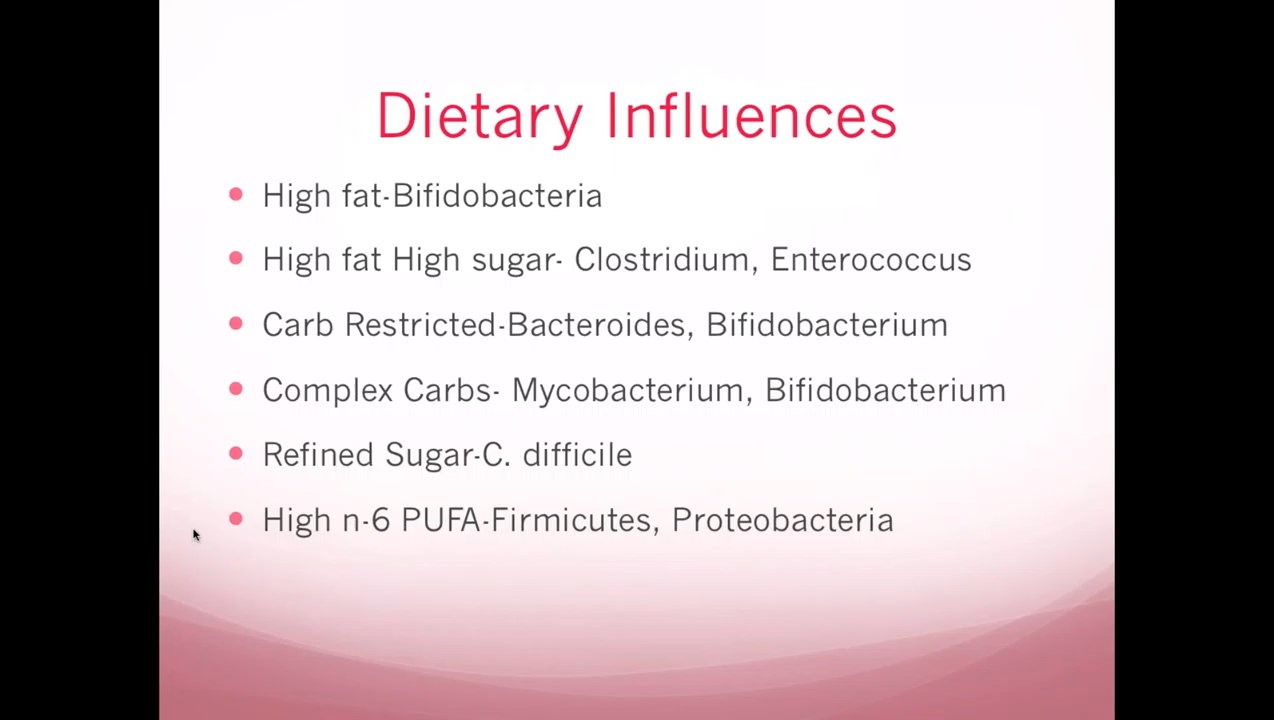 Dietary Influences
High fat-Bifidobacteria
High fat High sugar- Clostridium, Enterococcus
Carb Restricted-Bacteroides, Bifidobacterium
Complex Carbs- Mycobacterium, Bifidobacterium
Refined Sugar-C. difficile
High n-6 PUFA-Firmicutes, Proteobacteria